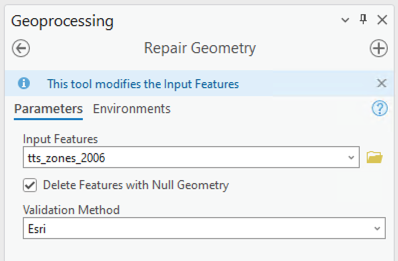 Geoprocessing
Repair Geometry
This tool modifies the Input Features
Parameters Environments
Input Features
tts_zones_2006
Delete Features with Null Geometry
Validation Method
Esri